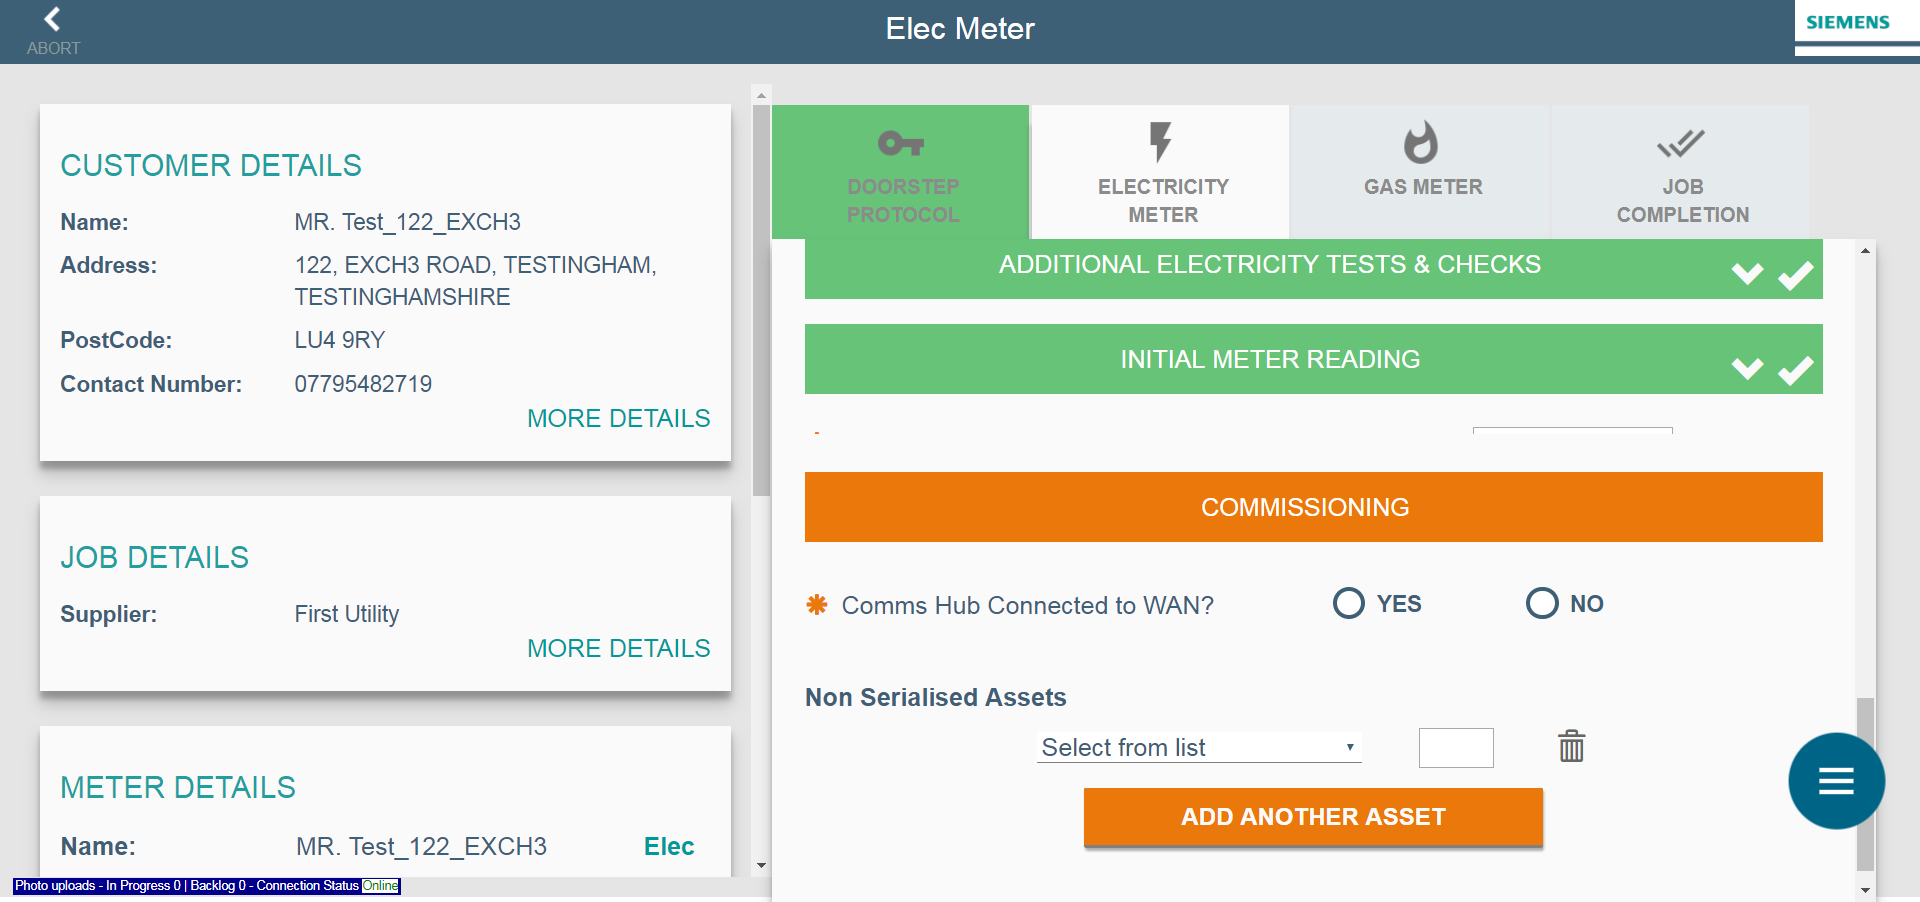 ABORT
Elec Meter
SIEMENS
CUSTOMER DETAILS
Name: MR. Test_122_EXCH3
Address: 122, EXCH3 ROAD, TESTINGHAM,
TESTINGHAMSHIRE
PostCode: LU4 9RY
Contact Number: 07795482719
MORE DETAILS
JOB DETAILS
Supplier: First Utility
MORE DETAILS
METER DETAILS
Name: MR. Test_122_EXCH3 Elec
Photo uploads - In Progress 0 | Backlog 0 - Connection Status Online
DOORSTEP
PROTOCOL
ELECTRICITY
METER
GAS METER
JOB
COMPLETION
ADDITIONAL ELECTRICITY TESTS & CHECKS
INITIAL METER READING
COMMISSIONING
✱ Comms Hub Connected to WAN? YES NO
Non Serialised Assets
Select from list
ADD ANOTHER ASSET